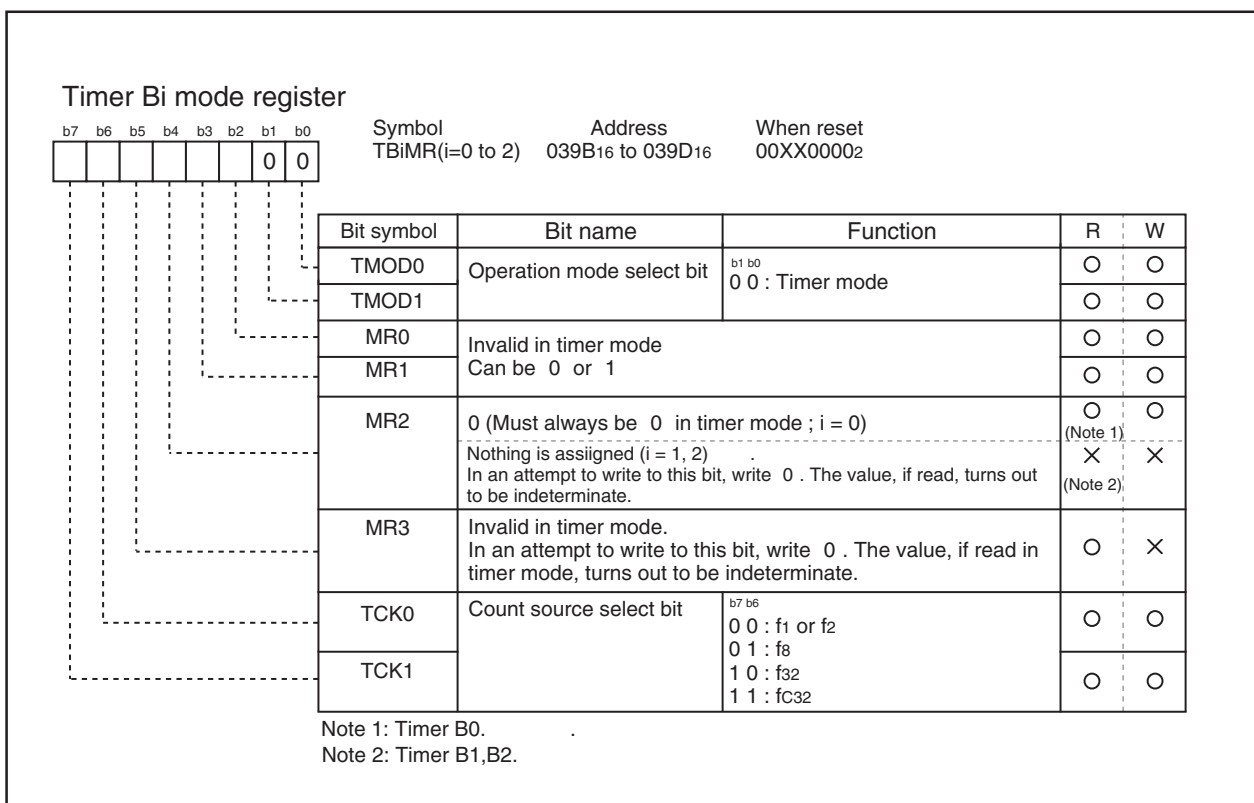 Timer Bi mode register
b7 b6 b5 b4 b3 b2 b1 b0
0 0
Symbol Address When reset
TBiMR(i=0 to 2) 039B16 to 039D16 00XX00002
Bit symbol Bit name Function R W
TMOD0 Operation mode select bit b1 b0
0 0 : Timer mode
TMOD1
MR0 Invalid in timer mode
MR1 Can be 0 or 1
MR2 0 (Must always be 0 in timer mode ; i = 0)
(Note 1)
Nothing is assiigned (i = 1, 2) .
In an attempt to write to this bit, write 0 . The value, if read, turns out
to be indeterminate.
(Note 2)
MR3 Invalid in timer mode.
In an attempt to write to this bit, write 0 . The value, if read in
timer mode, turns out to be indeterminate.
TCK0 Count source select bit b7 b6
0 0 : f1 or f2
0 1 : f8
TCK1 1 0 : f32
1 1 : fC32
Note 1: Timer B0. .
Note 2: Timer B1,B2.